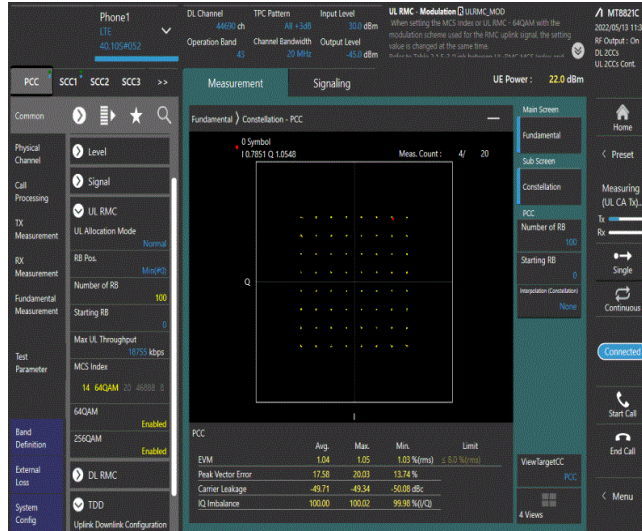 Phone1
LTE
40.105#052
DL Channel
44690 ch
TPC Pattern
All +3dB
Input Level
30.0 dBm
Operation Band
43
Channel Bandwidth
20 MHz
Output Level
-45.0 dBm
UL RMC - Modulation ULRMC_MOD
When setting the MCS index or UL RMC - 64QAM with the
modulation scheme used for the RMC uplink signal, the setting
value is changed at the same time.
MT8821C
2022/05/13 11:3
RF Output : On
DL 2CCs
UL 2CCs Cont.
PCC
SCC1
SCC2
SCC3
>>
Measurement
Signaling
UE Power :
22.0 dBm
Common
Physical
Channel
Call
Processing
TX
Measurement
RX
Measurement
Fundamental
Measurement
Test
Parameter
Band
Definition
External
Loss
System
Config
Level
Signal
UL RMC
UL Allocation Mode
Normal
RB Pos.
Min(#0)
Number of RB
100
Starting RB
0
Max UL Throughput
18755 kbps
MCS Index
14 64QAM 20 46888 8
64QAM
Enabled
256QAM
Enabled
DL RMC
TDD
Uplink Downlink Configuration
Fundamental
Constellation - PCC
0 Symbol
I 0.7851 Q 1.0548
Meas. Count :
4/ 20
Q
I
PCC
Avg. Max. Min. Limit
EVM 1.04 1.05 1.03 %(rms) ≤ 8.0 %(rms)
Peak Vector Error 17.58 20.03 13.74 %
Carrier Leakage -49.71 -49.34 -50.08 dBc
IQ Imbalance 100.00 100.02 99.98 %(I/Q)
Main Screen
Fundamental
Sub Screen
Constellation
PCC
Number of RB
100
Starting RB
0
Interpolation (Constellation)
None
ViewTargetCC
PCC
4 Views
Home
< Preset
Measuring
(UL CA Tx)..
Tx
Rx
Single
Continuous
Connected
Start Call
End Call
< Menu